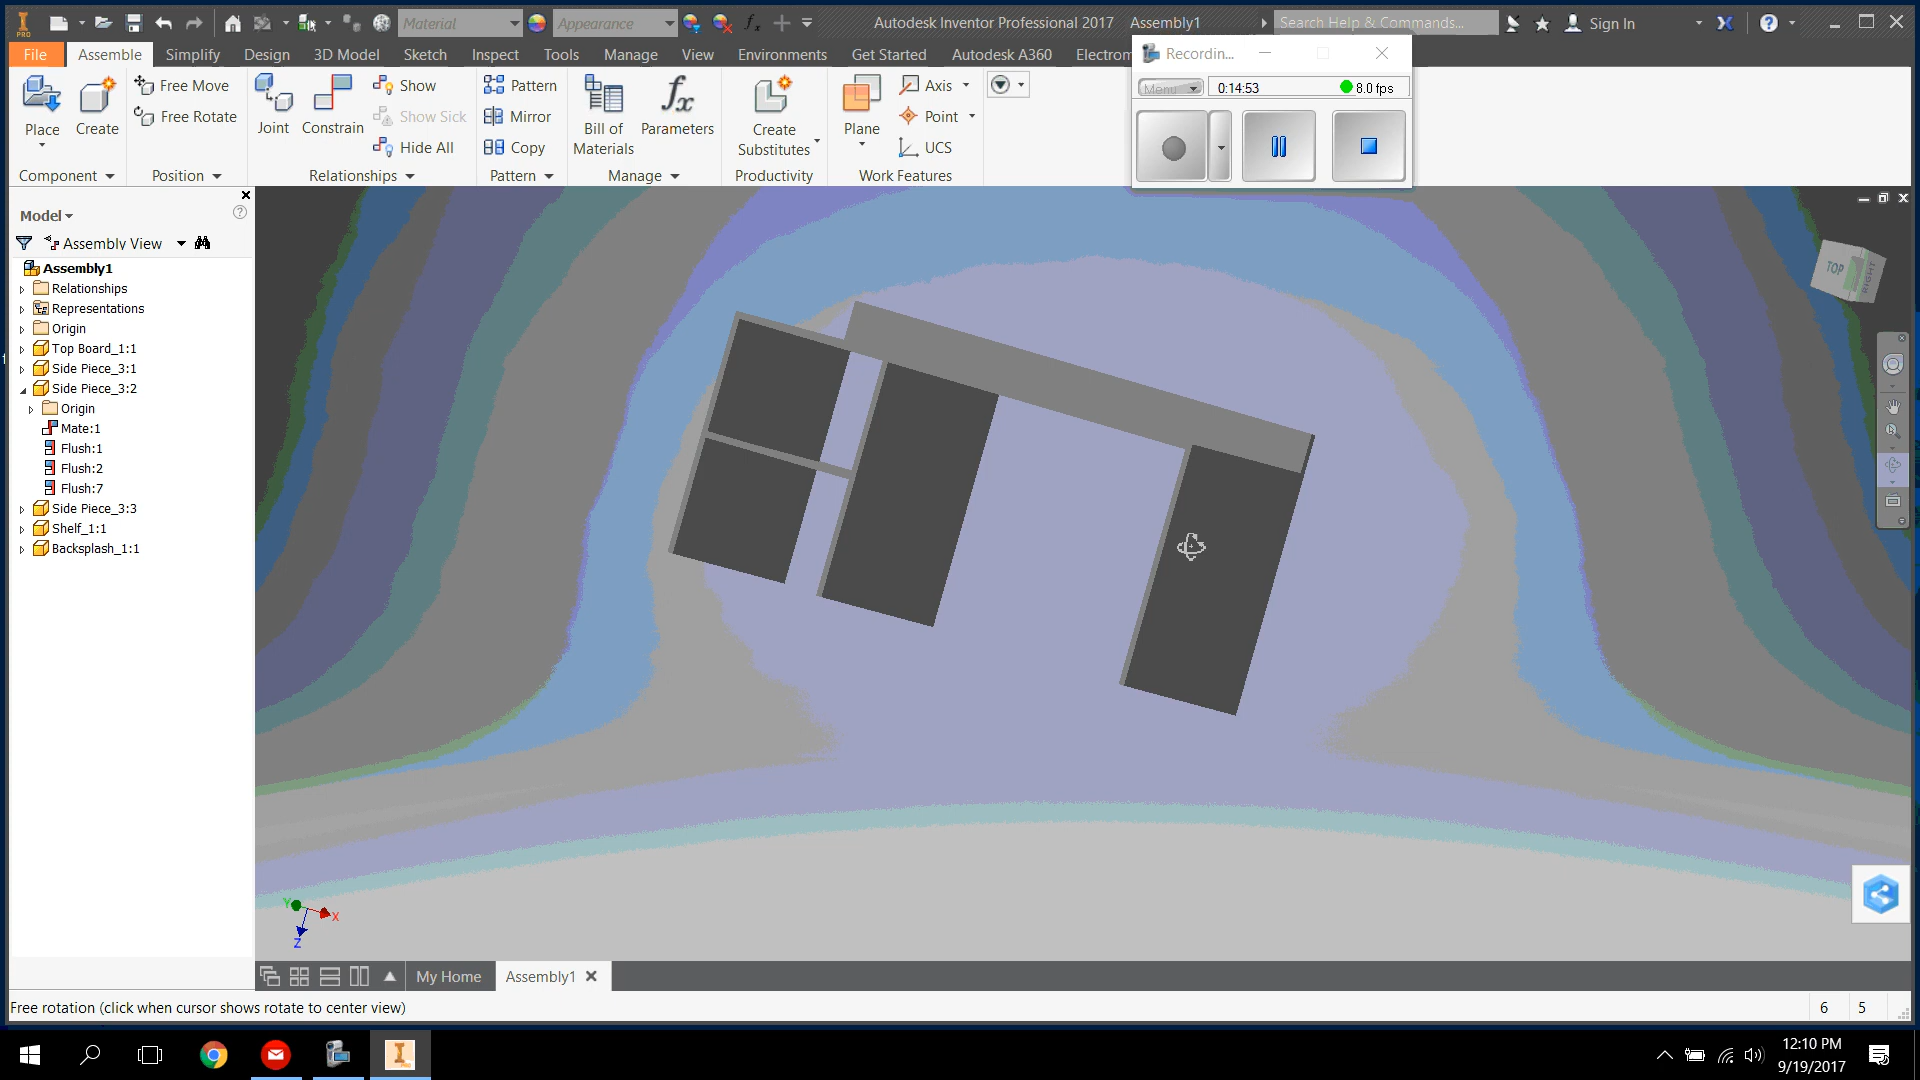 Material
Appearance
Autodesk Inventor Professional 2017 Assembly1
Search Help & Commands...
Sign In
File
Assemble
Simplify
Design
3D Model
Sketch
Inspect
Tools
Manage
View
Environments
Get Started
Autodesk A360
Electrom
Recordin...
Menu
0:14:53
8.0 fps
Place
Create
Free Move
Free Rotate
Joint
Constrain
Show
Show Sick
Hide All
Pattern
Mirror
Copy
Bill of
Materials
Parameters
Create
Substitutes
Plane
Axis
Point
UCS
Component
Position
Relationships
Pattern
Manage
Productivity
Work Features
Model
Assembly View
Assembly1
Relationships
Representations
Origin
Top Board_1:1
Side Piece_3:1
Side Piece_3:2
Origin
Mate:1
Flush:1
Flush:2
Flush:7
Side Piece_3:3
Shelf_1:1
Backsplash_1:1
TOP
RIGHT
Y
X
Z
My Home
Assembly1
Free rotation (click when cursor shows rotate to center view)
6
5
12:10 PM
9/19/2017